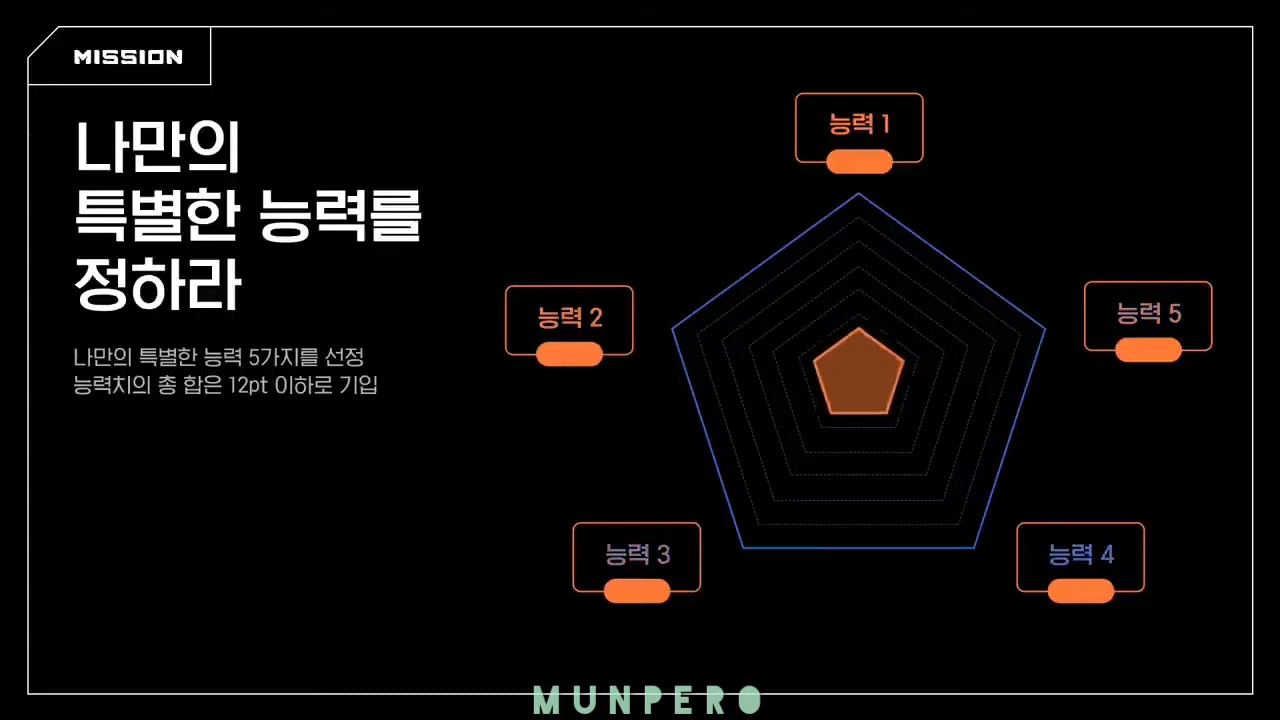 MISSION
나만의
특별한 능력를
정하라
나만의 특별한 능력 5가지를 선정
능력치의 총 합은 12pt 이하로 기입
능력 1
능력 2
능력 5
능력 3
능력 4
MUNPERO